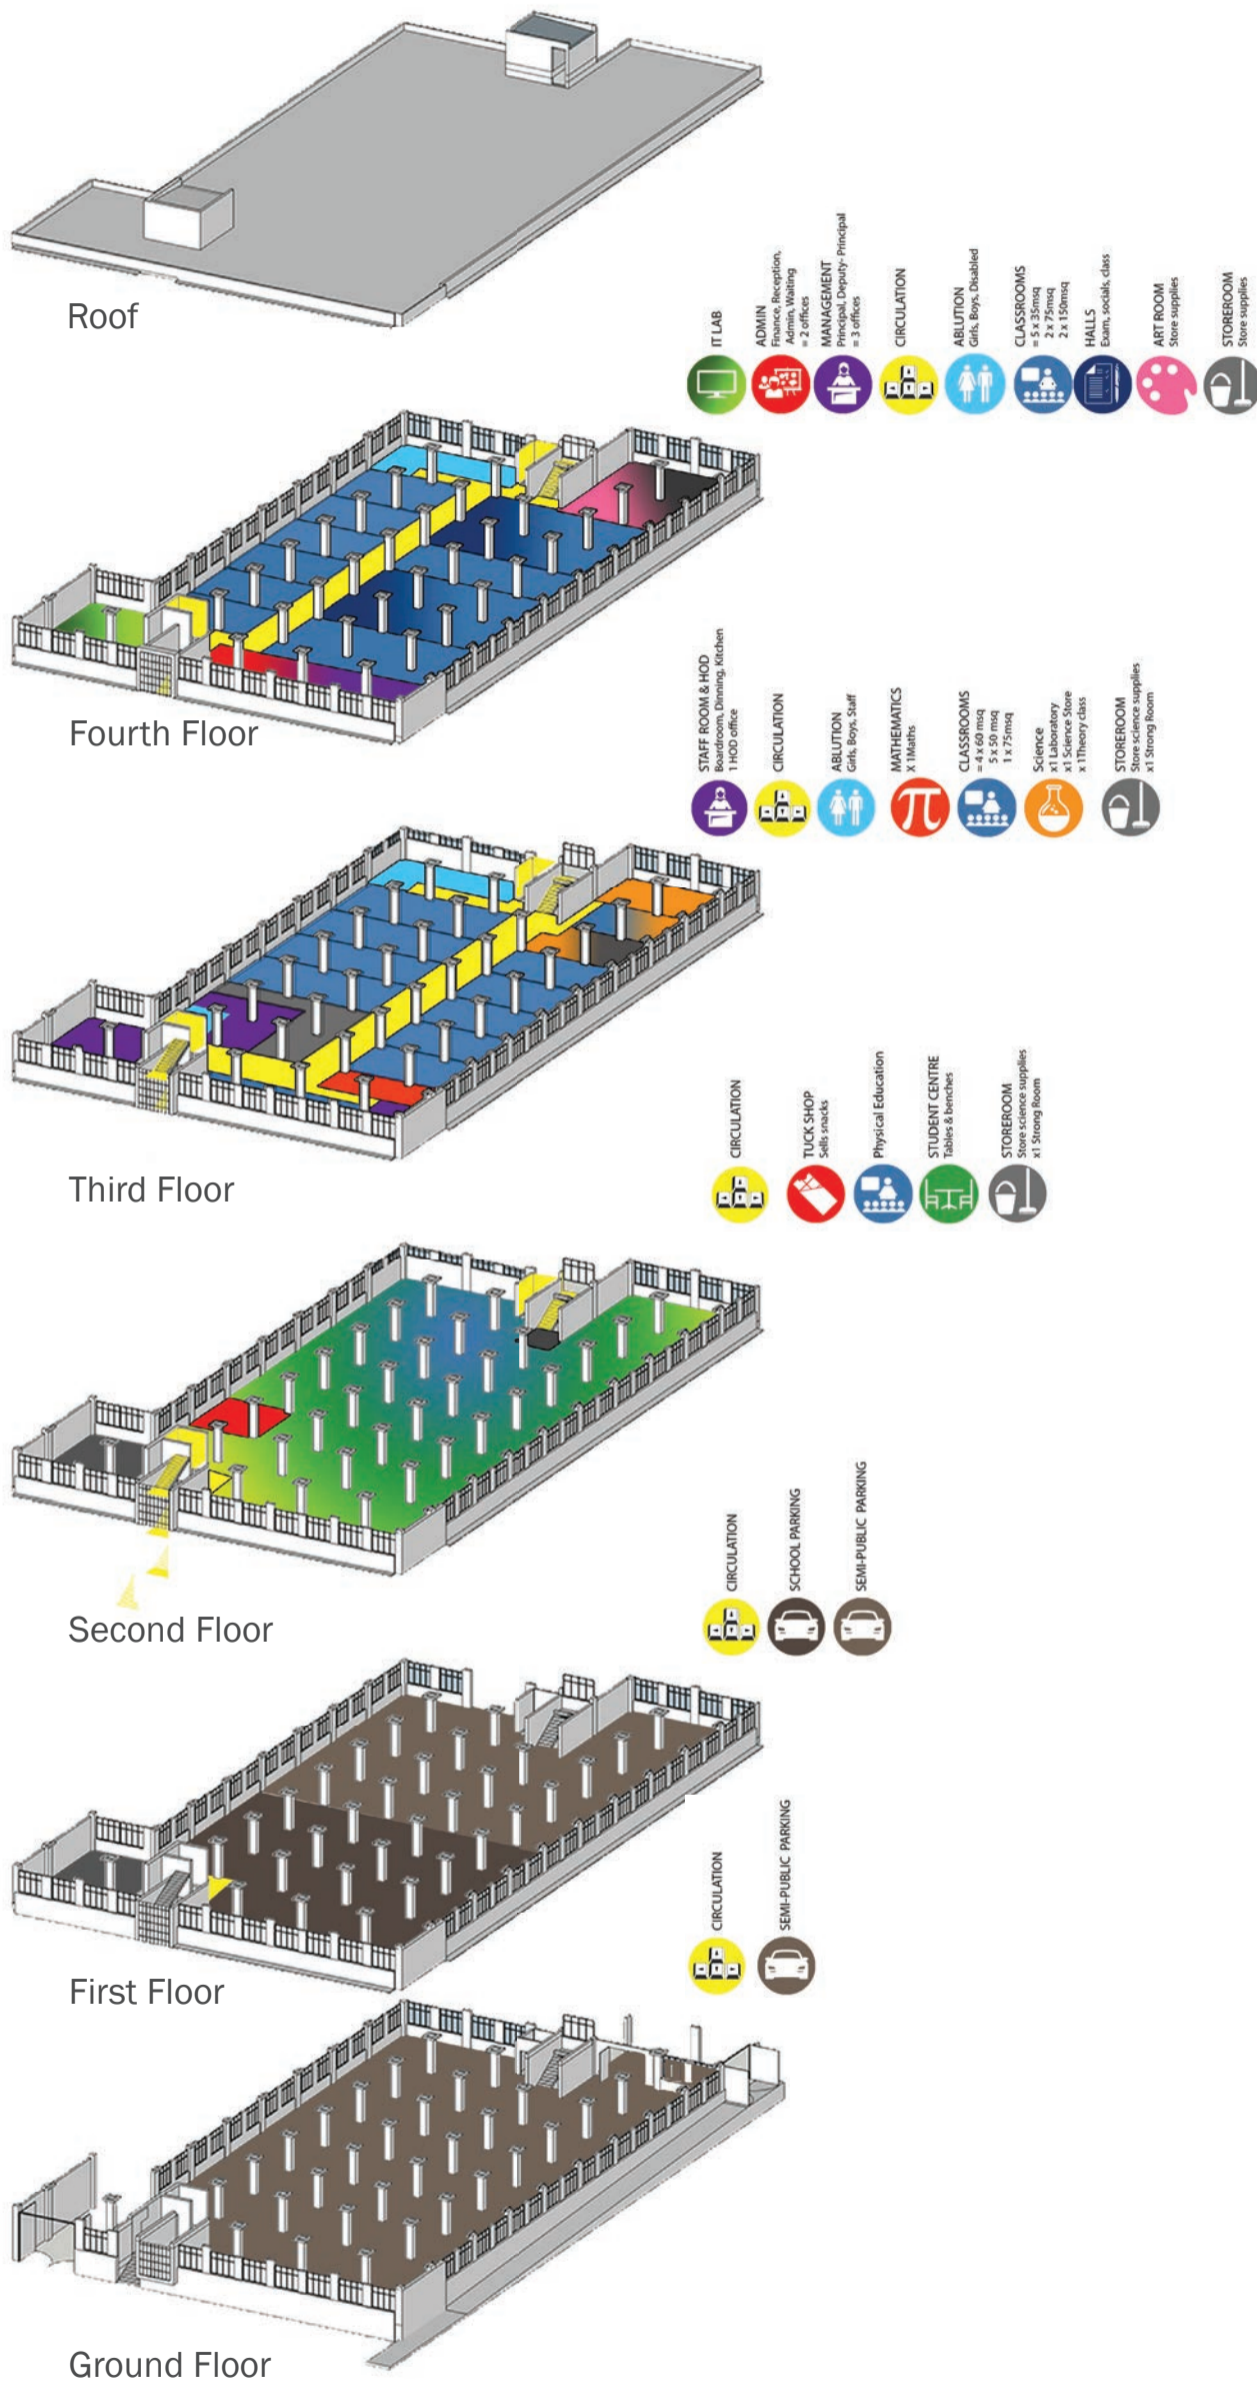 Roof
IT LAB
ADMIN
Finance, Reception,
Admin, Waiting
= 2 offices
MANAGEMENT
Principal, Deputy- Principal
= 3 offices
CIRCULATION
ABLUTION
Girls, Boys, Disabled
CLASSROOMS
= 5 x 35msq
2 x 75msq
2 x 150msq
HALLS
Exam, socials, class
ART ROOM
Store supplies
STOREROOM
Store supplies
Fourth Floor
STAFF ROOM & HOD
Boardroom, Dinning, Kitchen
1 HOD office
CIRCULATION
ABLUTION
Girls, Boys, Staff
MATHEMATICS
X 1Maths
CLASSROOMS
= 4 x 60 msq
5 x 50 msq
1 x 75msq
Science
x1 Laboratory
x1 Science Store
x 1Theory class
STOREROOM
Store science supplies
x1 Strong Room
Third Floor
CIRCULATION
TUCK SHOP
Sells snacks
Physical Education
STUDENT CENTRE
Tables & benches
STOREROOM
Store science supplies
x1 Strong Room
Second Floor
CIRCULATION
SCHOOL PARKING
SEMI-PUBLIC PARKING
First Floor
CIRCULATION
SEMI-PUBLIC PARKING
Ground Floor